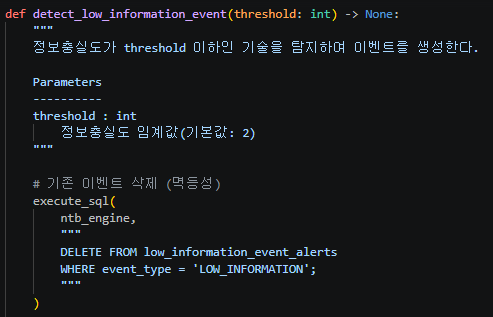 def detect_low_information_event(threshold: int) -> None:
"""
정보충실도가 threshold 이하인 기술을 탐지하여 이벤트를 생성한다.
Parameters
----------
threshold : int
정보충실도 임계값(기본값: 2)
"""
# 기존 이벤트 삭제 (멱등성)
execute_sql(
ntb_engine,
"""
DELETE FROM low_information_event_alerts
WHERE event_type = 'LOW_INFORMATION';
"""
)